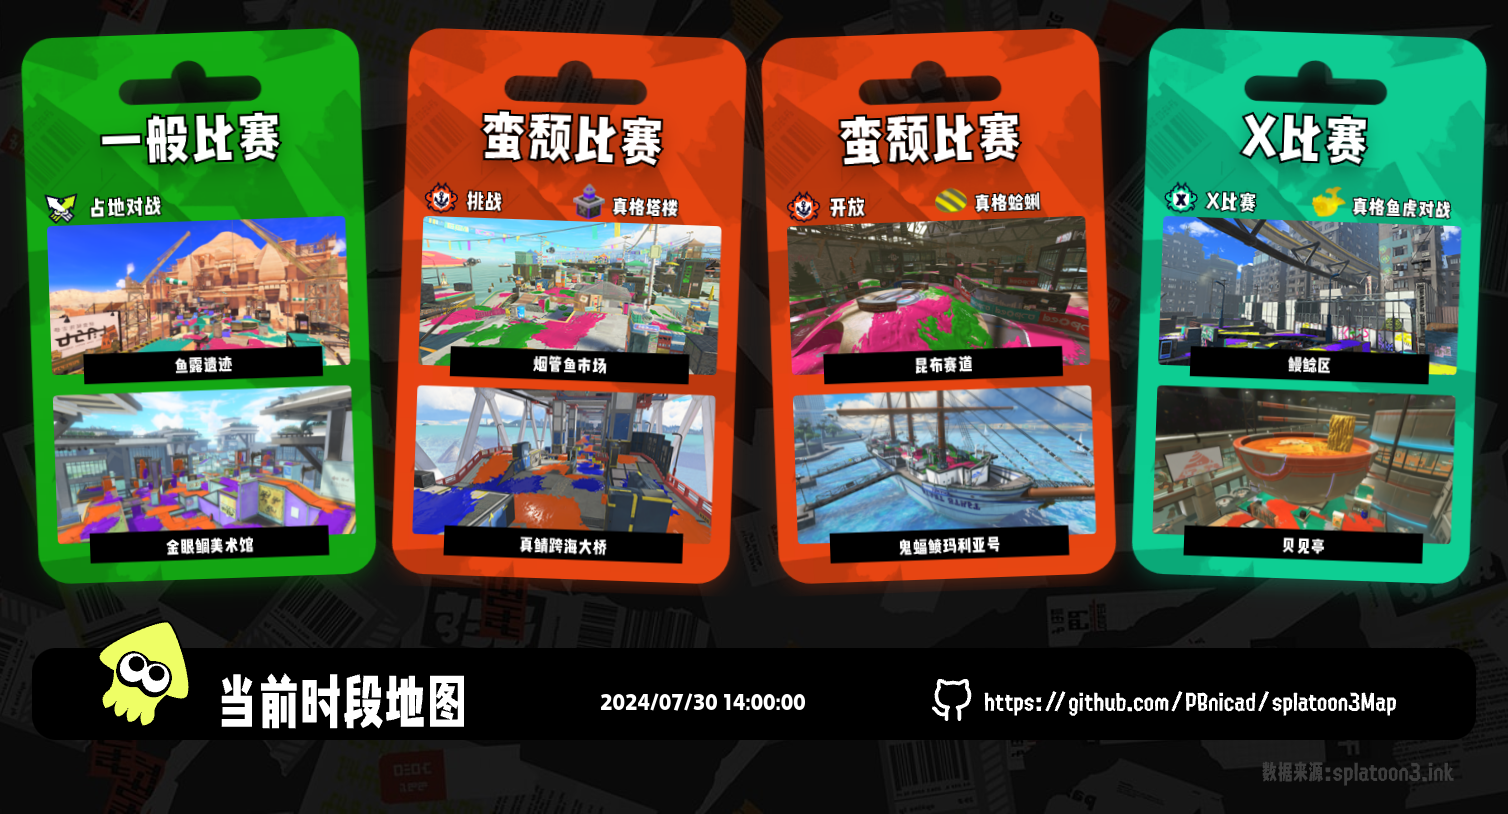 一般比赛
占地对战
鱼露遗迹
金眼鲷美术馆
蛮颓比赛
挑战
真格塔楼
烟管鱼市场
真鲭跨海大桥
蛮颓比赛
开放
真格蛤蜊
昆布赛道
鬼蝠鲼玛利亚号
X比赛
X比赛
真格鱼虎对战
鳗鲶区
贝见亭
当前时段地图
2024/07/30 14:00:00
https://github.com/PBnicad/splatoon3Map
数据来源:splatoon3.ink